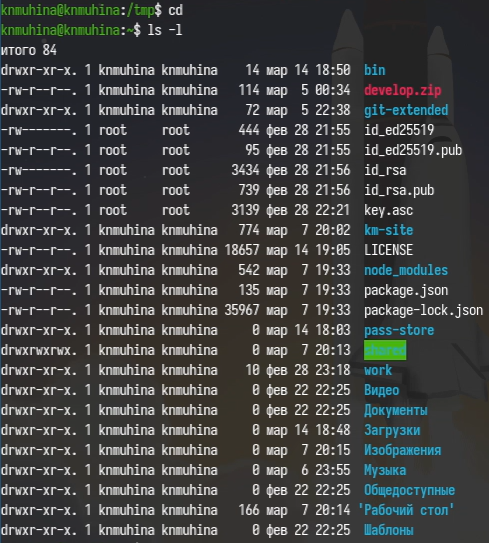 knmuhina@knmuhina:/tmp$ cd
knmuhina@knmuhina:~$ ls -l
итого 84
drwxr-xr-x. 1 knmuhina knmuhina    14 мар 14 18:50  bin
-rw-r--r--. 1 knmuhina knmuhina   114 мар  5 00:34  develop.zip
drwxr-xr-x. 1 knmuhina knmuhina    72 мар  5 22:38  git-extended
-rw-------. 1 root     root       444 фев 28 21:55  id_ed25519
-rw-r--r--. 1 root     root        95 фев 28 21:55  id_ed25519.pub
-rw-------. 1 root     root      3434 фев 28 21:56  id_rsa
-rw-r--r--. 1 root     root       739 фев 28 21:56  id_rsa.pub
-rw-r--r--. 1 root     root      3139 фев 28 22:21  key.asc
drwxr-xr-x. 1 knmuhina knmuhina   774 мар  7 20:02  km-site
-rw-r--r--. 1 knmuhina knmuhina 18657 мар 14 19:05  LICENSE
drwxr-xr-x. 1 knmuhina knmuhina   542 мар  7 19:33  node_modules
-rw-r--r--. 1 knmuhina knmuhina   135 мар  7 19:33  package.json
-rw-r--r--. 1 knmuhina knmuhina 35967 мар  7 19:33  package-lock.json
drwxr-xr-x. 1 knmuhina knmuhina     0 мар 14 18:03  pass-store
drwxrwxrwx. 1 knmuhina knmuhina     0 мар  7 20:13  shared
drwxr-xr-x. 1 knmuhina knmuhina    10 фев 28 23:18  work
drwxr-xr-x. 1 knmuhina knmuhina     0 фев 22 22:25  Видео
drwxr-xr-x. 1 knmuhina knmuhina     0 фев 22 22:25  Документы
drwxr-xr-x. 1 knmuhina knmuhina     0 мар 14 18:48  Загрузки
drwxr-xr-x. 1 knmuhina knmuhina     0 мар  7 20:15  Изображения
drwxr-xr-x. 1 knmuhina knmuhina     0 мар  6 23:55  Музыка
drwxr-xr-x. 1 knmuhina knmuhina     0 фев 22 22:25  Общедоступные
drwxr-xr-x. 1 knmuhina knmuhina   166 мар  7 20:14 'Рабочий стол'
drwxr-xr-x. 1 knmuhina knmuhina     0 фев 22 22:25  Шаблоны